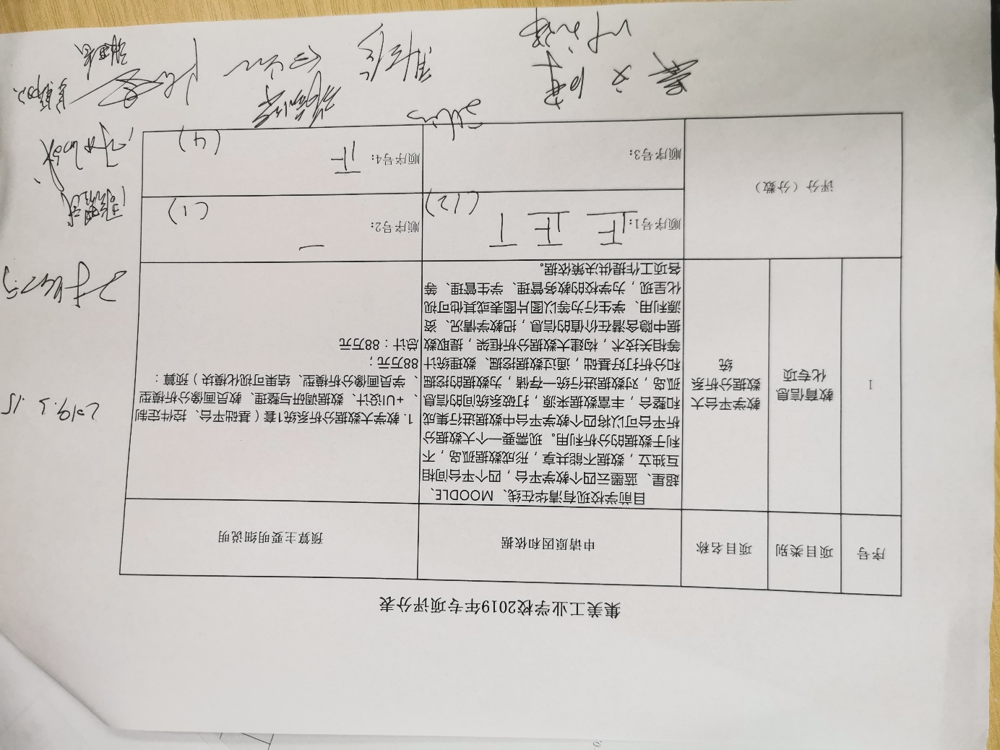 集美工业学校2019年专项评分表
序号 项目类别 项目名称 申请原因和依据 预算主要明细说明
1
教育信息
化专项
教学平台大
数据分析系
统
目前学校现有清华在线、MOODLE、
超星、蓝墨云四个教学平台，四个平台间相
互独立，数据不能共享，形成数据孤岛，不
利于数据的分析利用。现需要一个大数据分
析平台可以将四个教学平台中数据进行集成
和整合，丰富数据来源，打破系统间的信息
孤岛，对数据进行统一存储，为数据的挖掘
和分析打好基础，通过数据挖掘、数理统计
等相关技术，构建大数据分析框架，提取数
据中隐含潜在价值的信息，把教学情况、资
源利用、学生行为等以图片图表或其他可视
化呈现，为学校的教务管理、学生管理、等
各项工作提供决策依据。
1.教学大数据分析系统1套（基础平台、控件定制
、+UI设计、数据调研与整理、教员画像分析模型
、学员画像分析模型、结果可视化模块）预算：
88万元；
总计：88万元
评分（分数）
顺序号1: 正 正 丅 (12)
顺序号2: 一 (1)
顺序号3:
顺序号4: 正 (4)
2019.3.15